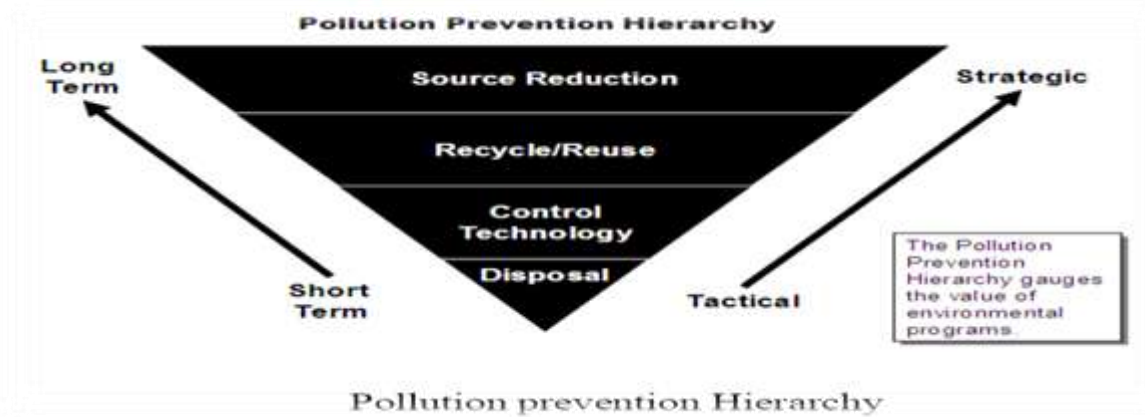 Pollution Prevention Hierarchy
Long
Term
Source Reduction
Strategic
Recycle/Reuse
Control
Technology
Disposal
Short
Term
Tactical
The Pollution
Prevention
Hierarchy gauges
the value of
environmental
programs.
Pollution prevention Hierarchy